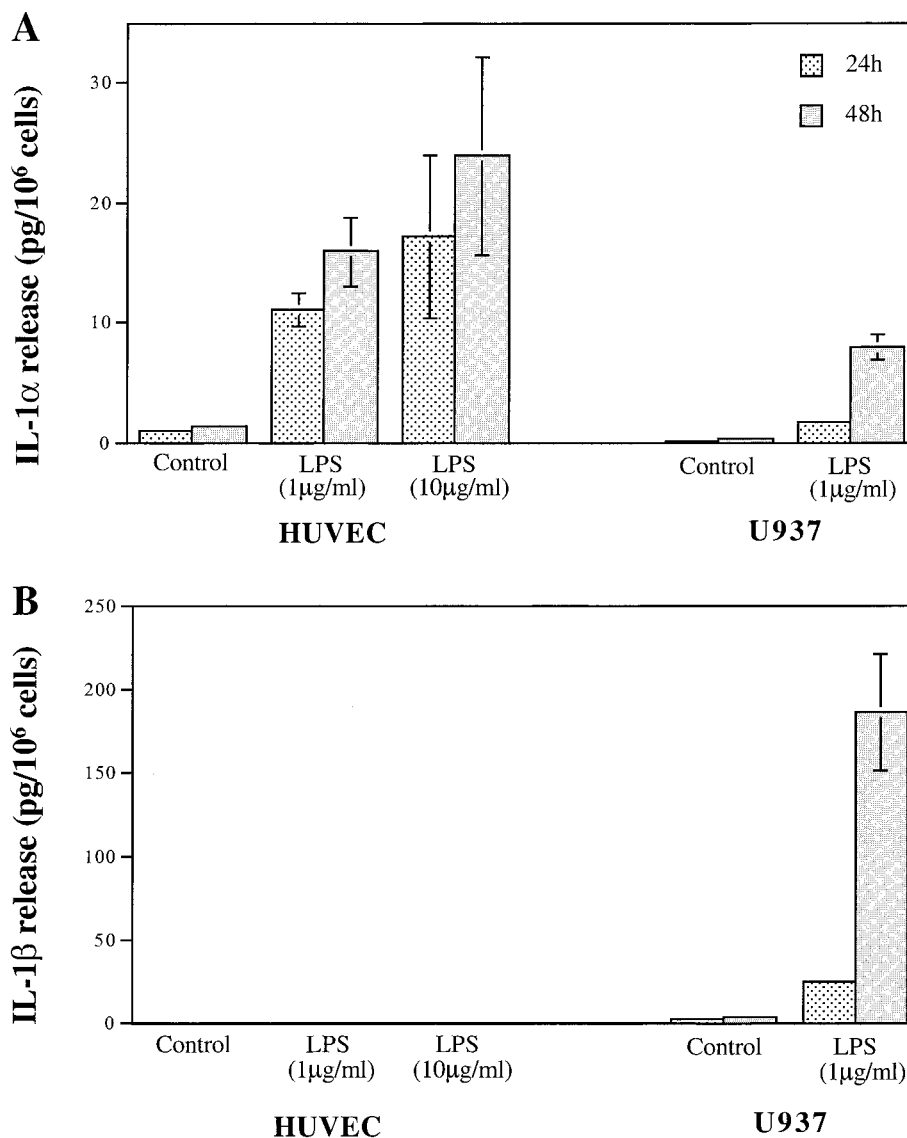 A
IL-1α release (pg/10⁶ cells)
30
20
10
0
24h
48h
Control
LPS
(1µg/ml)
LPS
(10µg/ml)
Control
LPS
(1µg/ml)
HUVEC
U937
B
IL-1β release (pg/10⁶ cells)
250
200
150
100
50
0
Control
LPS
(1µg/ml)
LPS
(10µg/ml)
Control
LPS
(1µg/ml)
HUVEC
U937